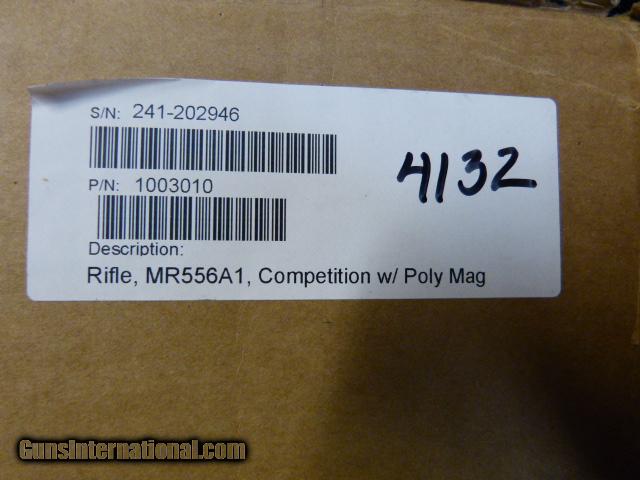 S/N: 241-202946
4132
P/N: 1003010
Description:
Rifle, MR556A1, Competition w/ Poly Mag
GunsInternational.com